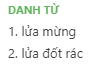 DANH TỪ
1. lửa mừng
2. lửa đốt rác